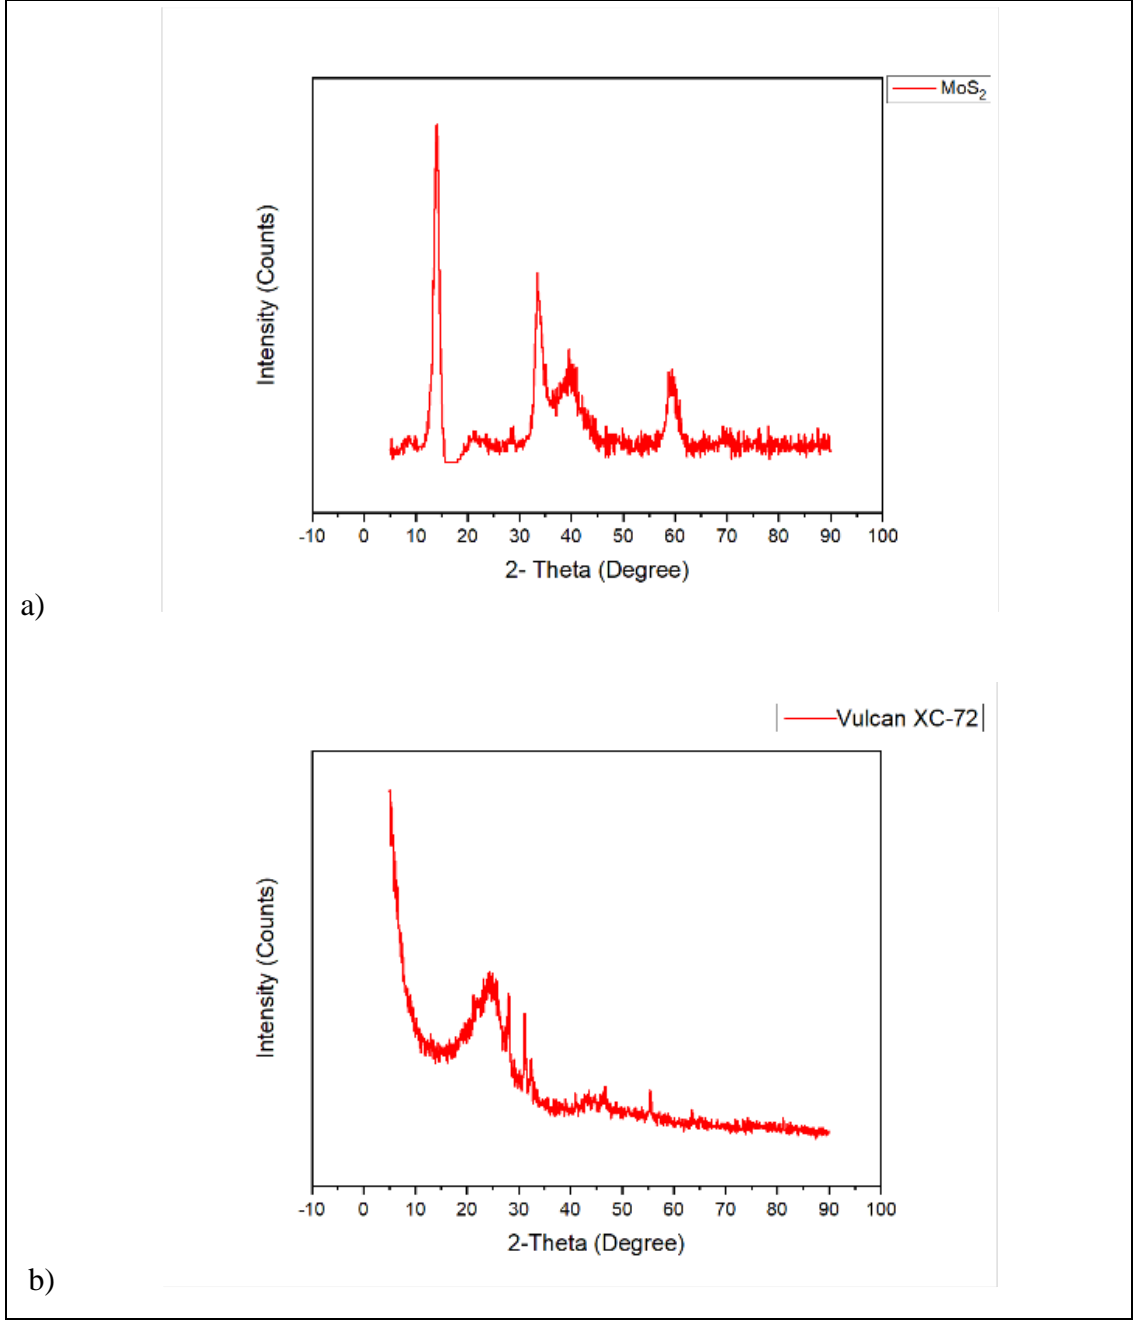 MoS₂
Intensity (Counts)
-10 0 10 20 30 40 50 60 70 80 90 100
2- Theta (Degree)
a)
Vulcan XC-72
Intensity (Counts)
-10 0 10 20 30 40 50 60 70 80 90 100
2-Theta (Degree)
b)